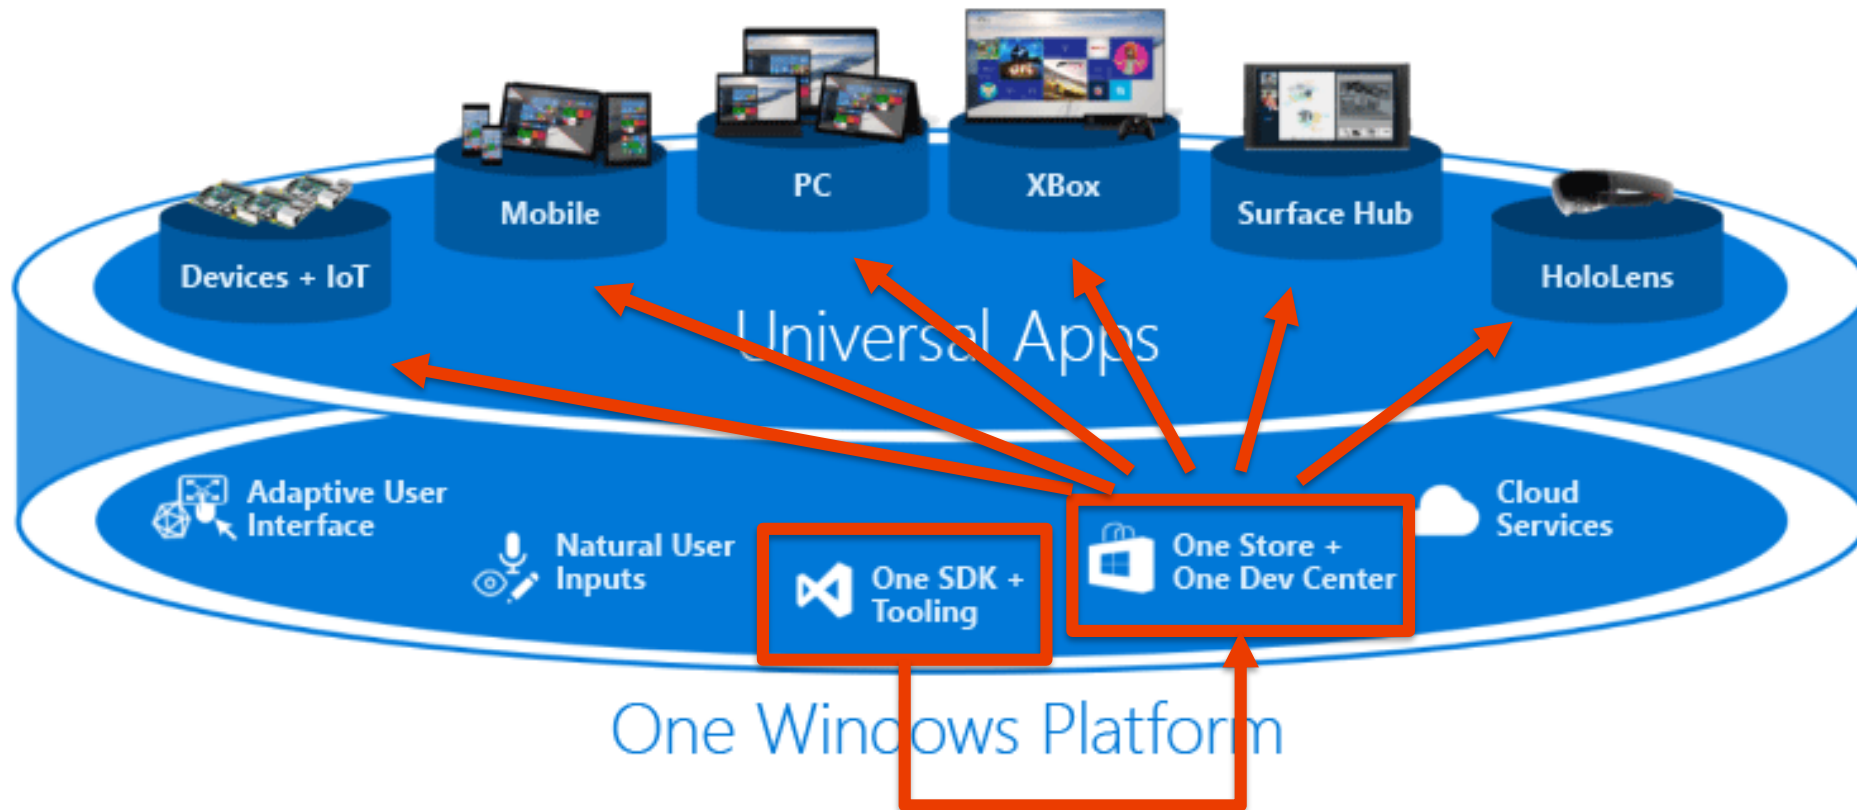 PC
XBox
Mobile
Surface Hub
Devices + IoT
HoloLens
Universal Apps
Adaptive User
Interface
Natural User
Inputs
One SDK +
Tooling
One Store +
One Dev Center
Cloud
Services
One Windows Platform